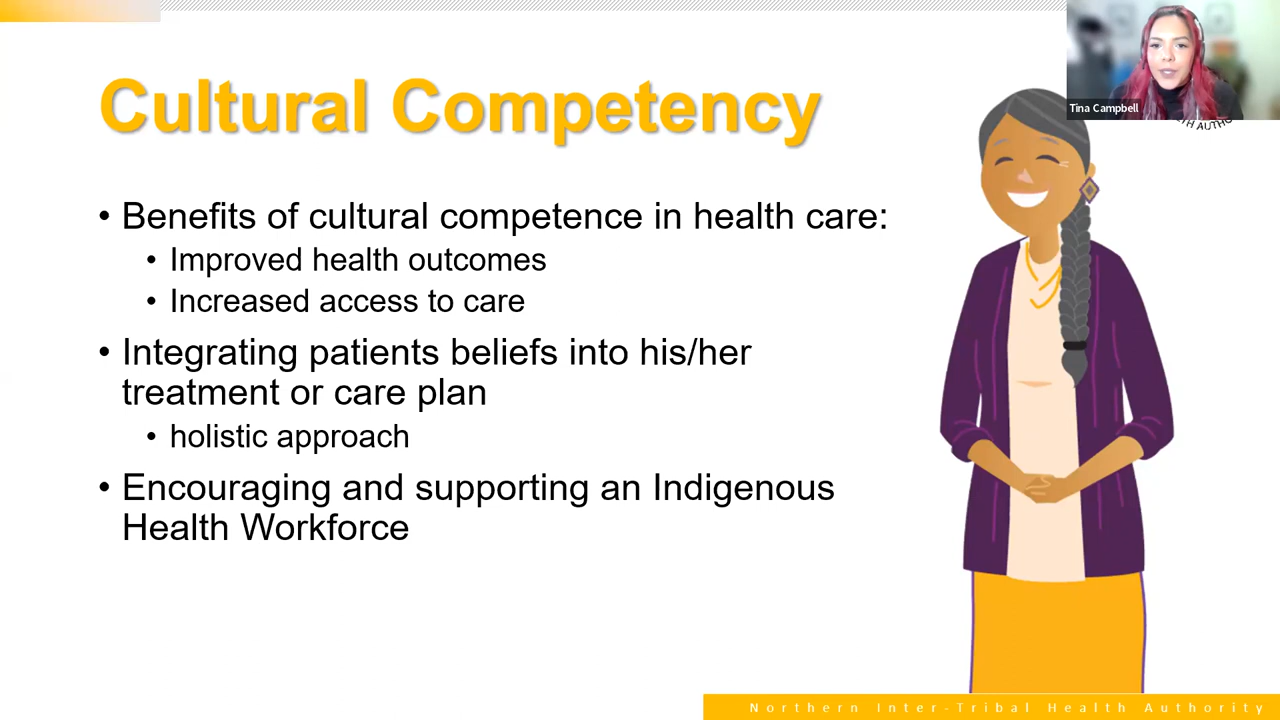 Cultural Competency
Tina Campbell
• Benefits of cultural competence in health care:
• Improved health outcomes
• Increased access to care
• Integrating patients beliefs into his/her
treatment or care plan
• holistic approach
• Encouraging and supporting an Indigenous
Health Workforce
Northern Inter-Tribal Health Authority